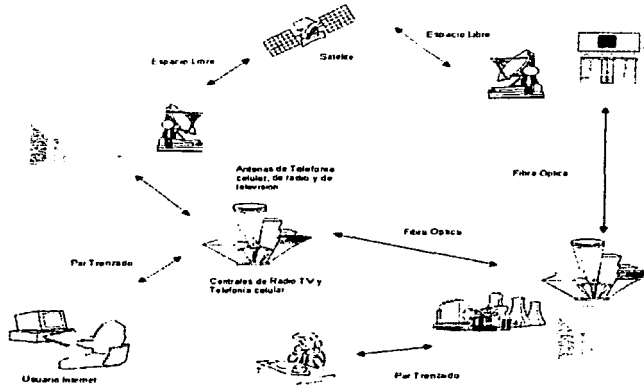 Espacio Libre
Satelite
Espacio Libre
Antenas de Telefonia
celular, de radio y de
television
Fibra Optica
Fibra Optica
Par Trenzado
Centrales de Radio TV y
Telefonia celular
Usuario Internet
Par Trenzado